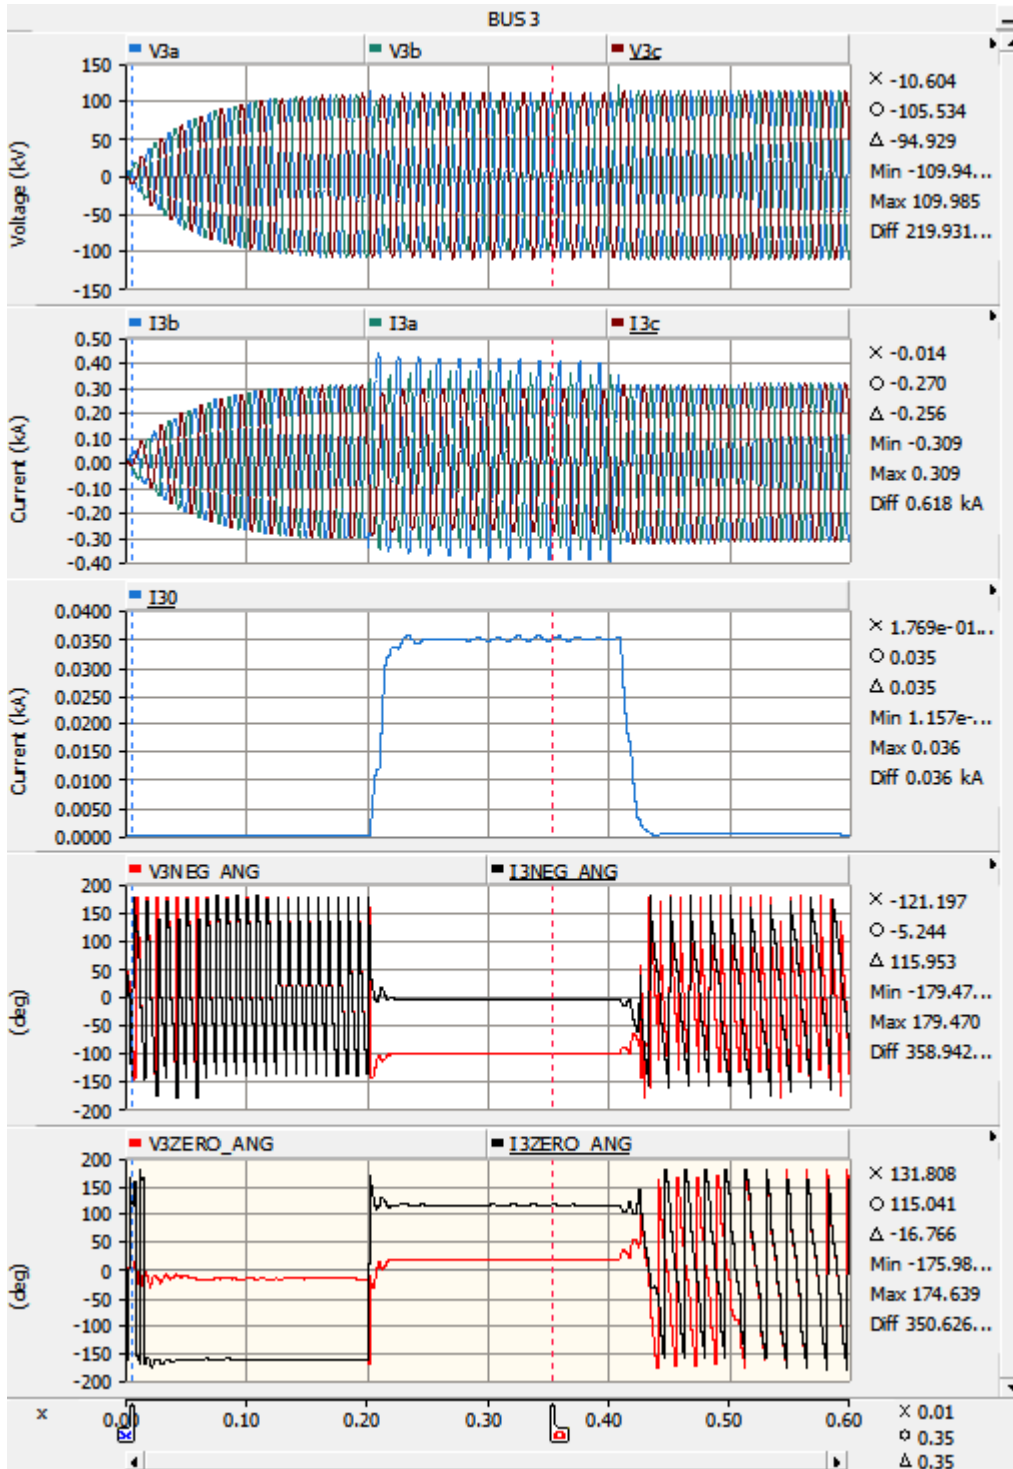 BUS 3
V3a V3b V3c
Voltage (kV)
150
100
50
0
-50
-100
-150
× -10.604
O -105.534
Δ -94.929
Min -109.94...
Max 109.985
Diff 219.931...
I3b I3a I3c
Current (kA)
0.50
0.40
0.30
0.20
0.10
0.00
-0.10
-0.20
-0.30
-0.40
× -0.014
O -0.270
Δ -0.256
Min -0.309
Max 0.309
Diff 0.618 kA
I30
Current (kA)
0.0400
0.0350
0.0300
0.0250
0.0200
0.0150
0.0100
0.0050
0.0000
× 1.769e-01...
O 0.035
Δ 0.035
Min 1.157e-...
Max 0.036
Diff 0.036 kA
V3NEG_ANG I3NEG_ANG
(deg)
200
150
100
50
0
-50
-100
-150
-200
× -121.197
O -5.244
Δ 115.953
Min -179.47...
Max 179.470
Diff 358.942...
V3ZERO_ANG I3ZERO_ANG
(deg)
200
150
100
50
0
-50
-100
-150
-200
× 131.808
O 115.041
Δ -16.766
Min -175.98...
Max 174.639
Diff 350.626...
x 0.00 0.10 0.20 0.30 0.40 0.50 0.60
× 0.01
O 0.35
Δ 0.35